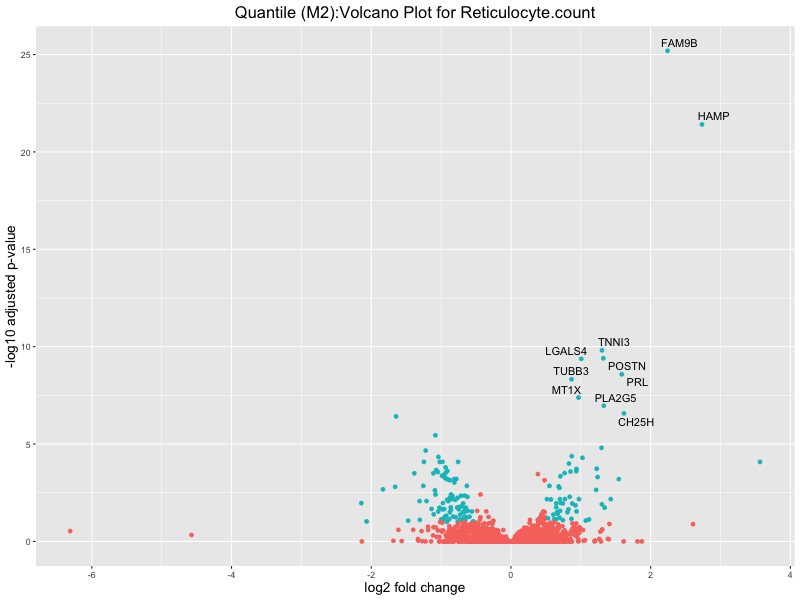 Quantile (M2):Volcano Plot for Reticulocyte.count
FAM9B
25
HAMP
20
15
-log10 adjusted p-value
10
TNNI3
LGALS4
POSTN
TUBB3
PRL
MT1X
PLA2G5
CH25H
5
0
-6 -4 -2 0 2 4
log2 fold change